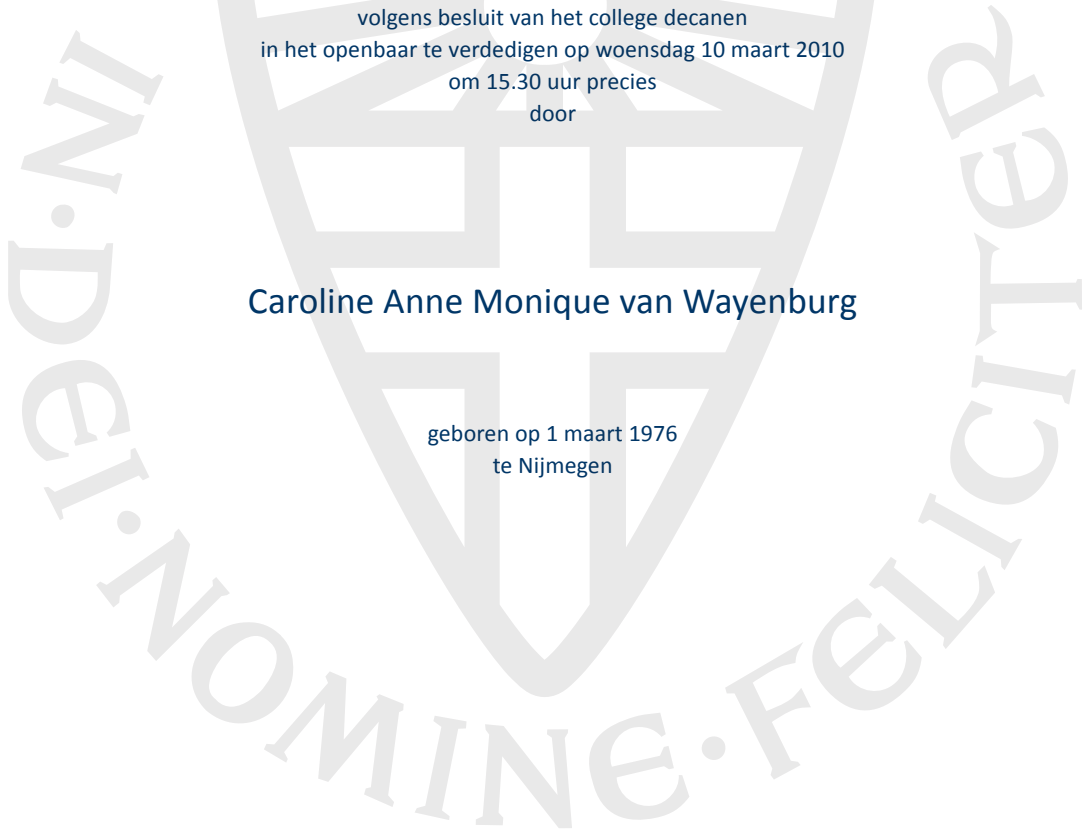 volgens besluit van het college decanen
in het openbaar te verdedigen op woensdag 10 maart 2010
om 15.30 uur precies
door
Caroline Anne Monique van Wayenburg
geboren op 1 maart 1976
te Nijmegen
IN·DEI·NOMINE·FELICITER